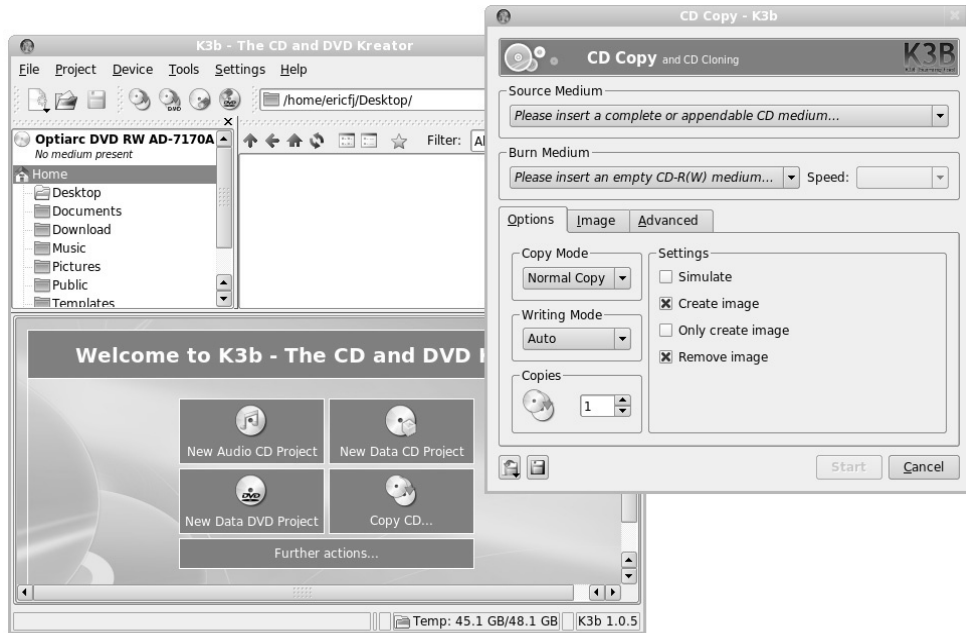 K3b - The CD and DVD Kreator
File Project Device Tools Settings Help
/home/ericfj/Desktop/
Optiarc DVD RW AD-7170A
No medium present
Filter:
Home
Desktop
Documents
Download
Music
Pictures
Public
Templates
Welcome to K3b - The CD and DVD
New Audio CD Project
New Data CD Project
DVD
New Data DVD Project
Copy CD...
Further actions...
Temp: 45.1 GB/48.1 GB
K3b 1.0.5
CD Copy - K3b
CD Copy and CD Cloning
K3B
Source Medium
Please insert a complete or appendable CD medium...
Burn Medium
Please insert an empty CD-R(W) medium...
Speed:
Options Image Advanced
Copy Mode
Normal Copy
Writing Mode
Auto
Copies
1
Settings
Simulate
Create image
Only create image
Remove image
Start
Cancel